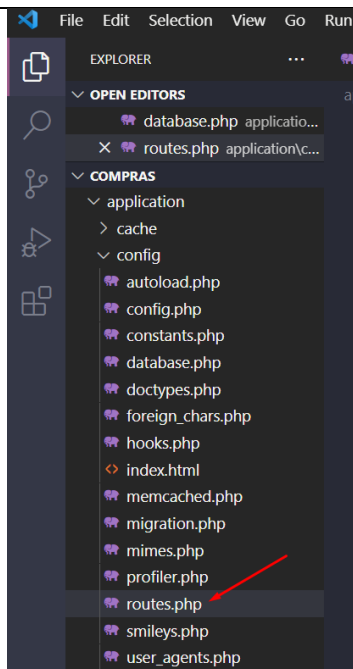 File Edit Selection View Go Run
EXPLORER ...
OPEN EDITORS
a
database.php applicatio...
routes.php application\c...
COMPRAS
application
cache
config
autoload.php
config.php
constants.php
database.php
doctypes.php
foreign_chars.php
hooks.php
index.html
memcached.php
migration.php
mimes.php
profiler.php
routes.php
smileys.php
user_agents.php